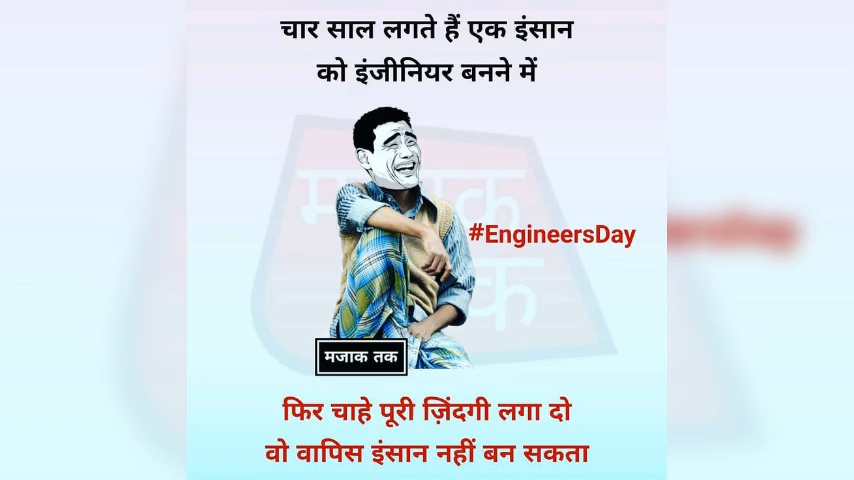 चार साल लगते हैं एक इंसान
को इंजीनियर बनने में
#EngineersDay
मजाक तक
फिर चाहे पूरी ज़िंदगी लगा दो
वो वापिस इंसान नहीं बन सकता